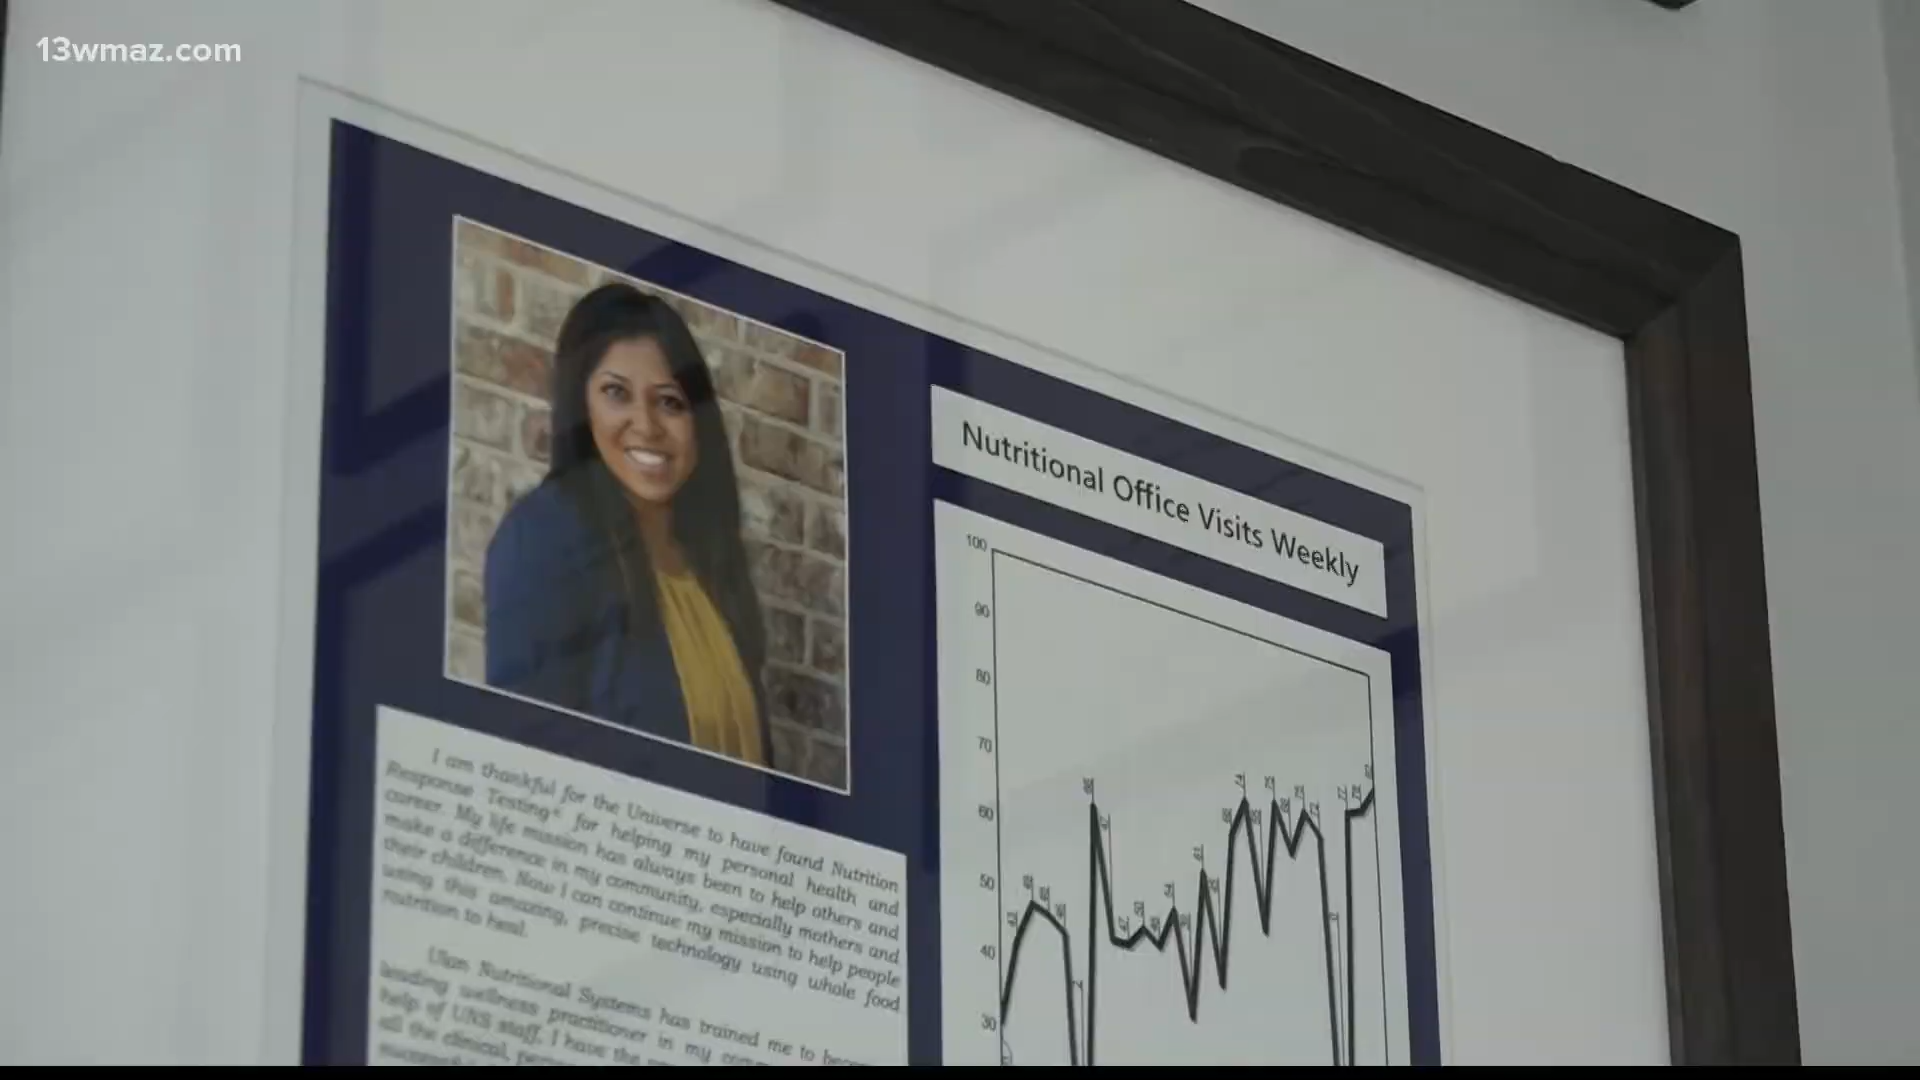 13wmaz.com
Nutritional Office Visits Weekly
100
90
80
70
60
50
40
30
I am thankful for the Universe to have found Nutrition
Response Testing® for helping my personal health and
career. My life mission has always been to help others and
make a difference in my community, especially mothers and
their children. Now I can continue my mission to help people
using this amazing, precise technology using whole food
nutrition to heal.
Ulan Nutritional Systems has trained me to
leading wellness practitioner in my
help of UNS staff, I have the
all the clinical,